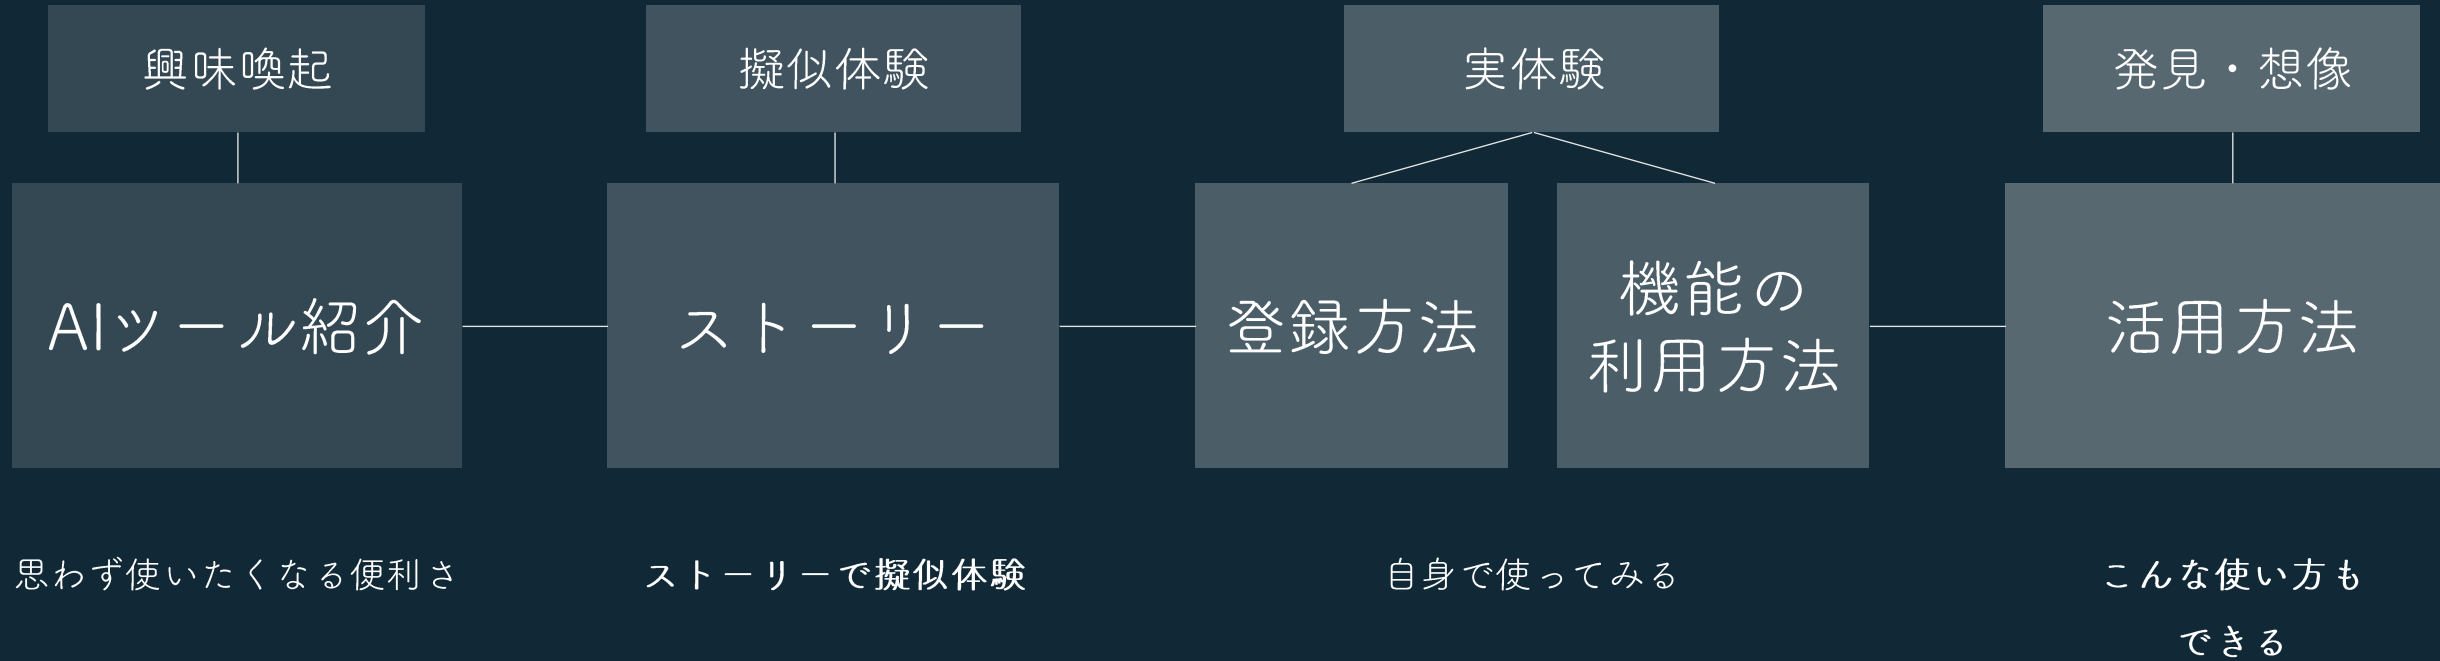 興味喚起
擬似体験
実体験
発見・想像
AIツール紹介
ストーリー
登録方法
機能の
利用方法
活用方法
思わず使いたくなる便利さ
ストーリーで擬似体験
自身で使ってみる
こんな使い方も
できる